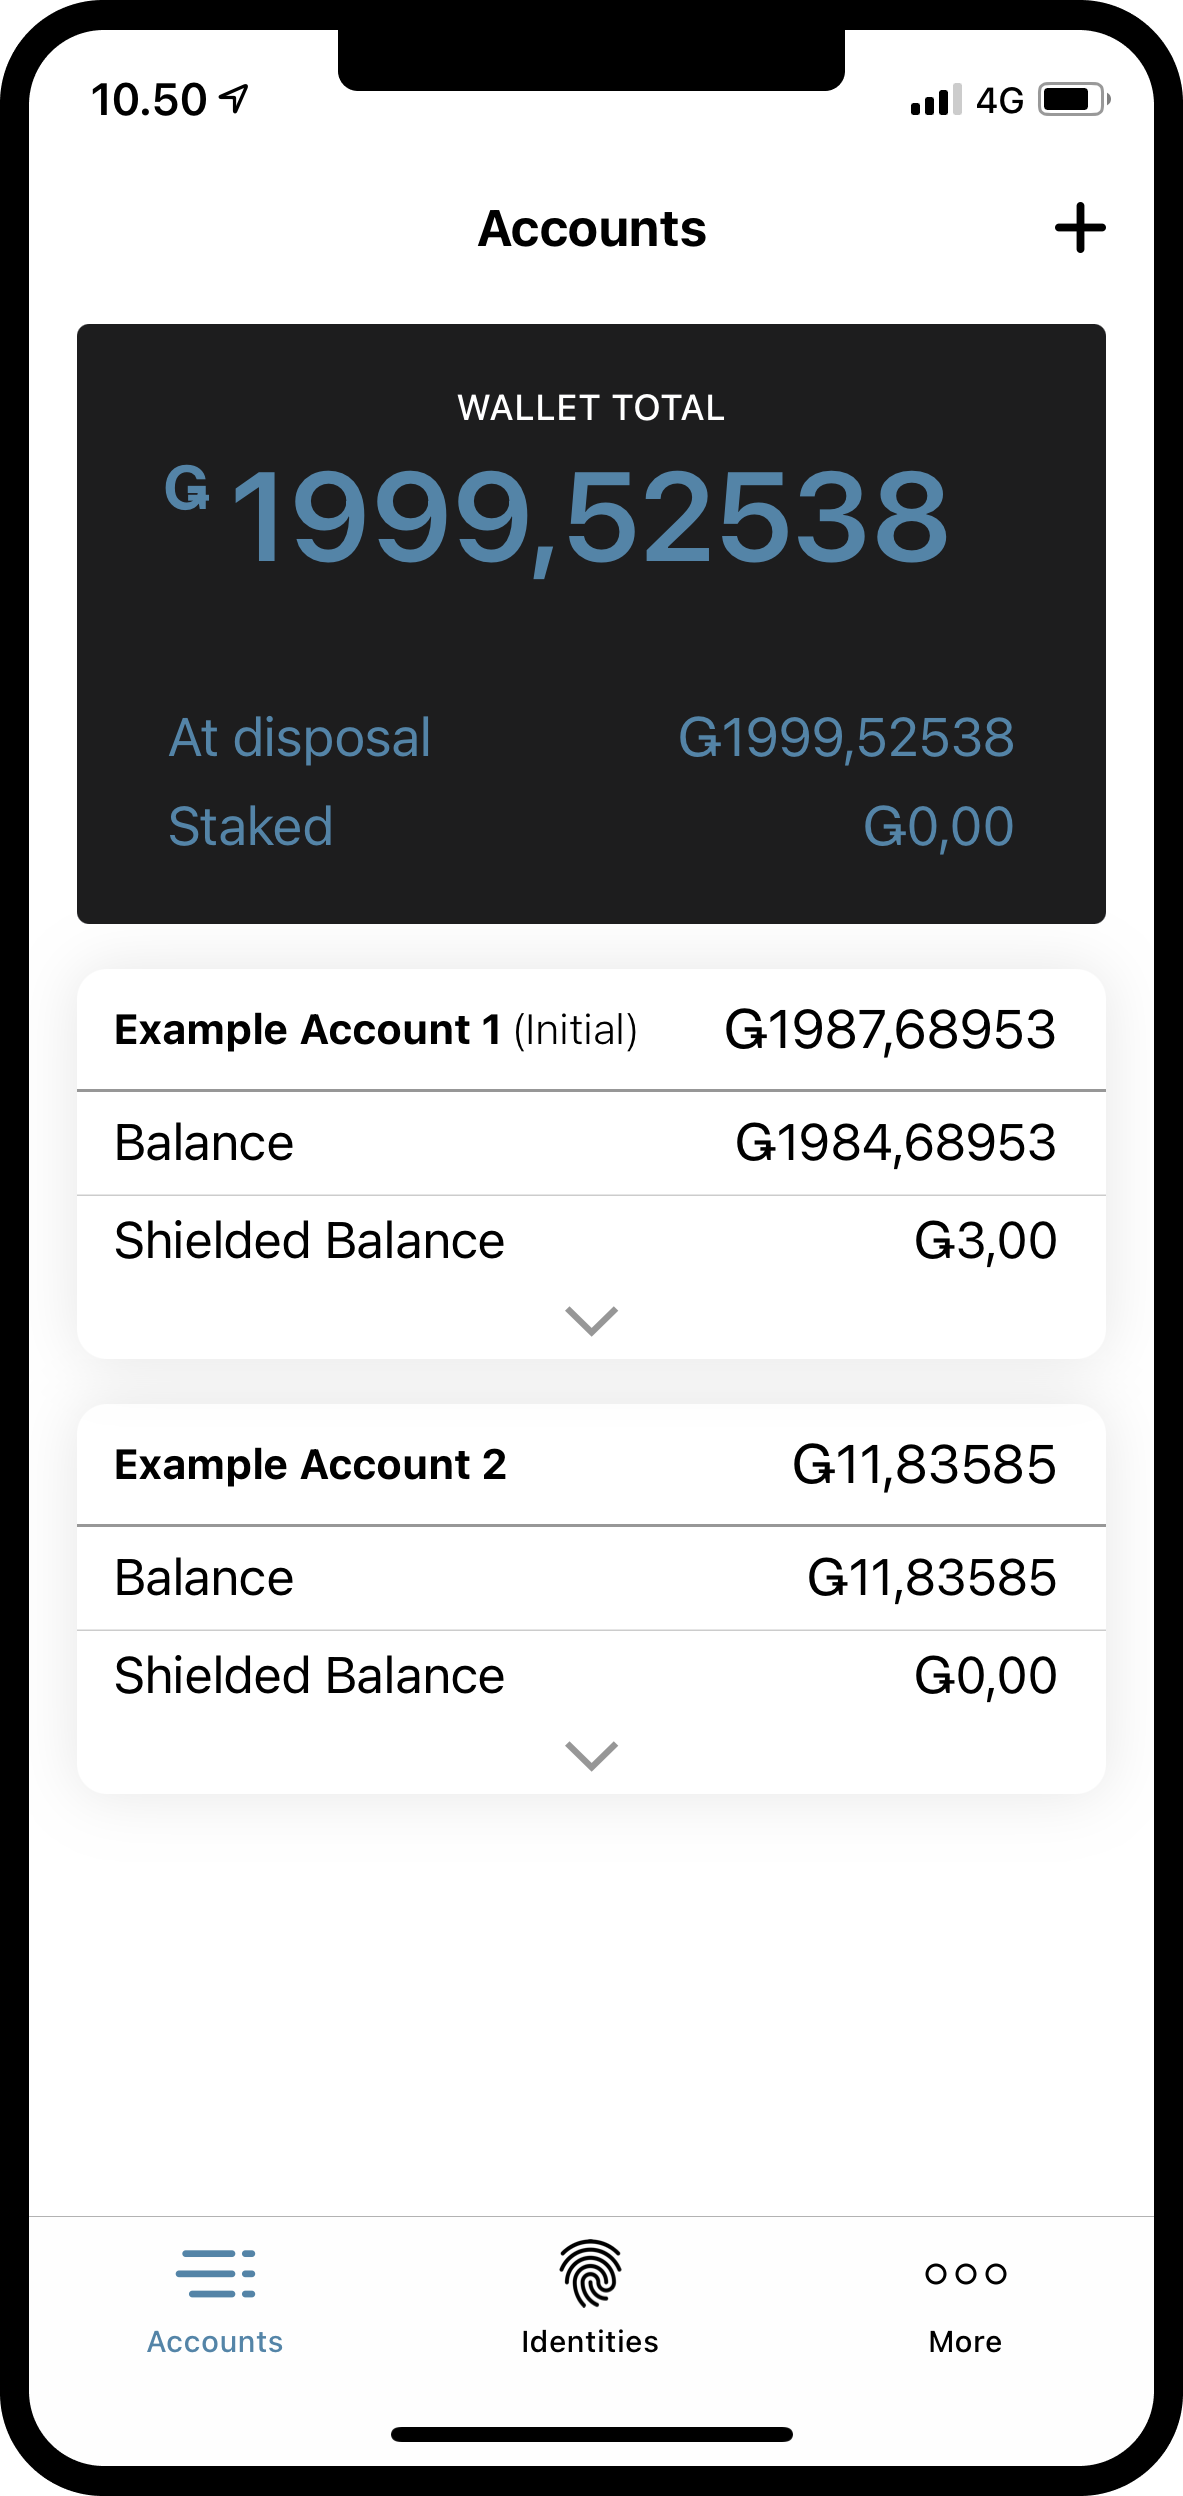 10.50
4G
Accounts
WALLET TOTAL
Ǥ 1999,52538
At disposal Ǥ1999,52538
Staked Ǥ0,00
Example Account 1 (Initial) Ǥ1987,68953
Balance Ǥ1984,68953
Shielded Balance Ǥ3,00
Example Account 2 Ǥ11,83585
Balance Ǥ11,83585
Shielded Balance Ǥ0,00
Accounts Identities More